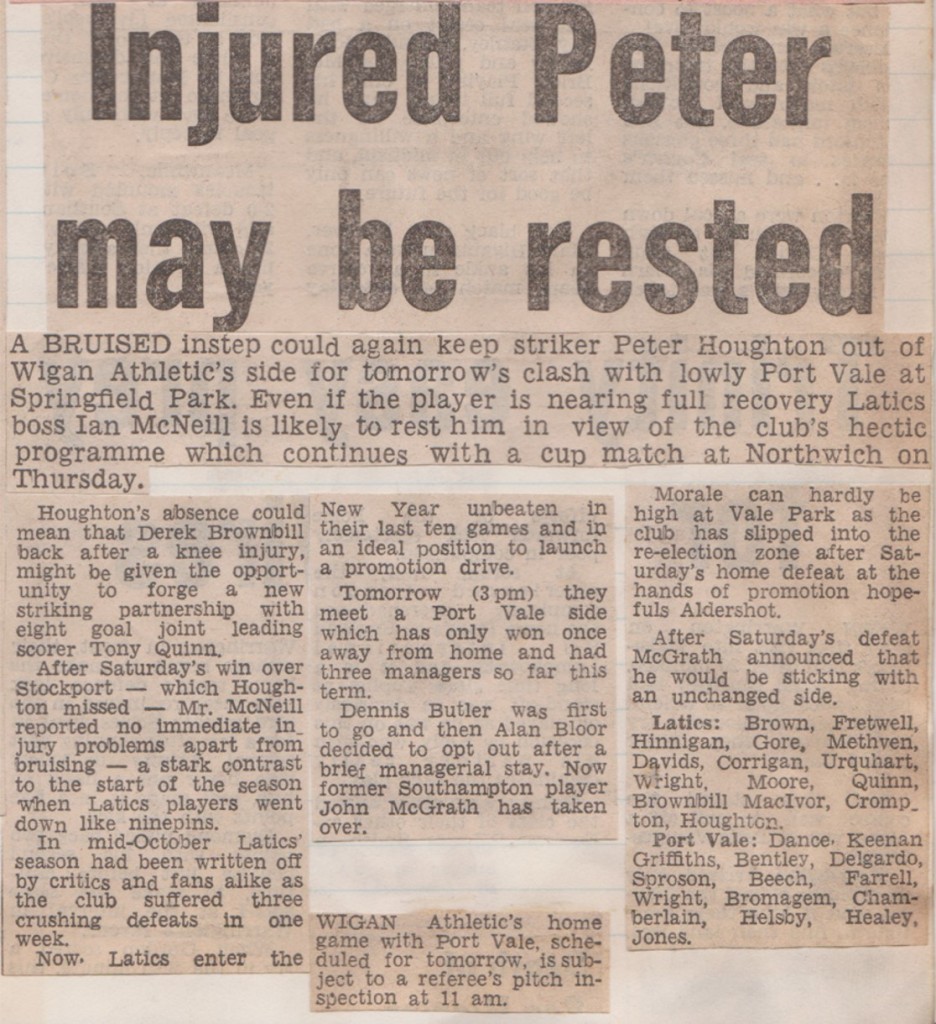 Injured Peter
may be rested
A BRUISED instep could again keep striker Peter Houghton out of
Wigan Athletic's side for tomorrow's clash with lowly Port Vale at
Springfield Park. Even if the player is nearing full recovery Latics
boss Ian McNeill is likely to rest him in view of the club's hectic
programme which continues with a cup match at Northwich on
Thursday.
Houghton's absence could
mean that Derek Brownbill
back after a knee injury,
might be given the opport-
unity to forge a new
striking partnership with
eight goal joint leading
scorer Tony Quinn.
After Saturday's win over
Stockport — which Hough-
ton missed — Mr. McNeill
reported no immediate in_
jury problems apart from
bruising — a stark contrast
to the start of the season
when Latics players went
down like ninepins.
In mid-October Latics'
season had been written off
by critics and fans alike as
the club suffered three
crushing defeats in one
week.
Now. Latics enter the
New Year unbeaten in
their last ten games and in
an ideal position to launch
a promotion drive.
Tomorrow (3 pm) they
meet a Port Vale side
which has only won once
away from home and had
three managers so far this
term.
Dennis Butler was first
to go and then Alan Bloor
decided to opt out after a
brief managerial stay. Now
former Southampton player
John McGrath has taken
over.
WIGAN Athletic's home
game with Port Vale, sche-
duled for tomorrow, is sub-
ject to a referee's pitch in-
spection at 11 am.
Morale can hardly be
high at Vale Park as the
club has slipped into the
re-election zone after Sat-
urday's home defeat at the
hands of promotion hope-
fuls Aldershot.
After Saturday's defeat
McGrath announced that
he would be sticking with
an unchanged side.
Latics: Brown, Fretwell,
Hinnigan, Gore, Methven,
Davids, Corrigan, Urquhart,
Wright, Moore, Quinn,
Brownbill MacIvor, Cromp_
ton, Houghton.
Port Vale: Dance. Keenan
Griffiths, Bentley, Delgardo,
Sproson, Beech, Farrell,
Wright, Bromagem, Cham-
berlain, Helsby, Healey,
Jones.